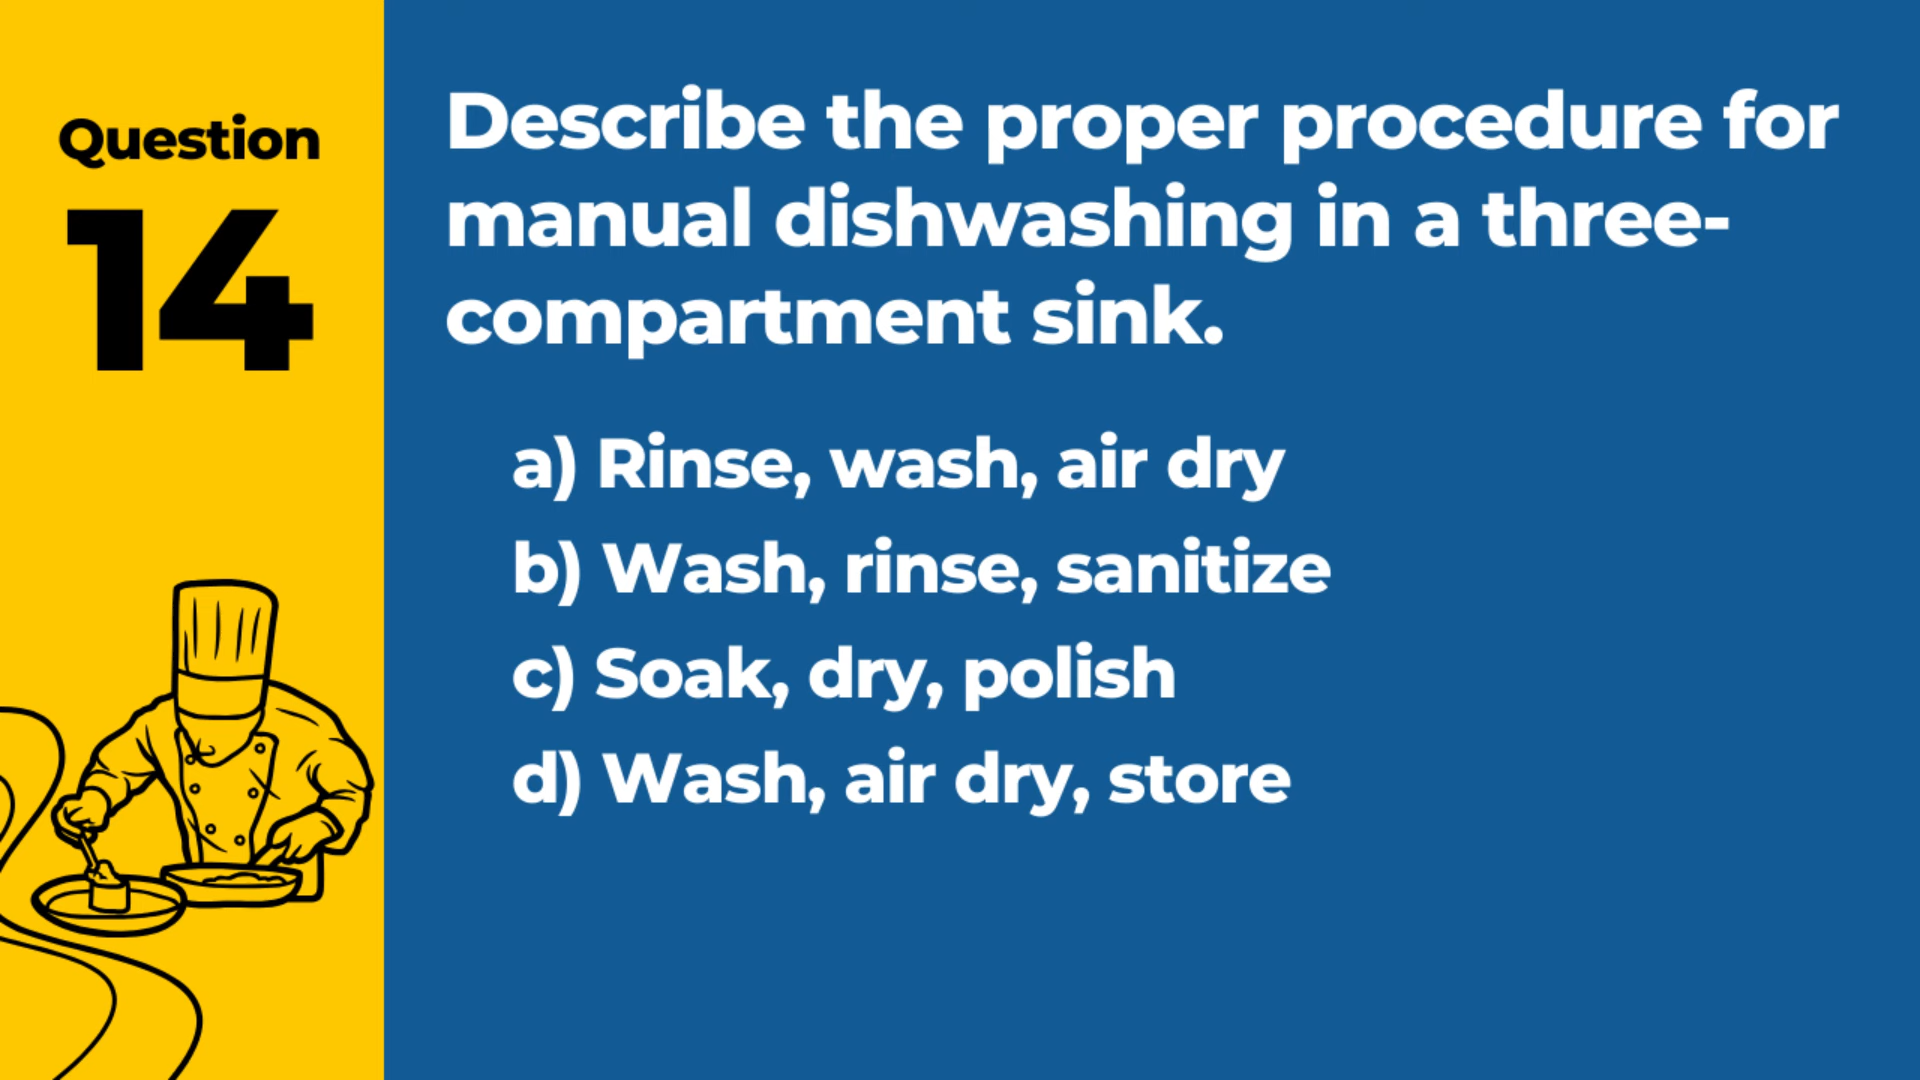 Question
14
Describe the proper procedure for
manual dishwashing in a three-
compartment sink.
a) Rinse, wash, air dry
b) Wash, rinse, sanitize
c) Soak, dry, polish
d) Wash, air dry, store